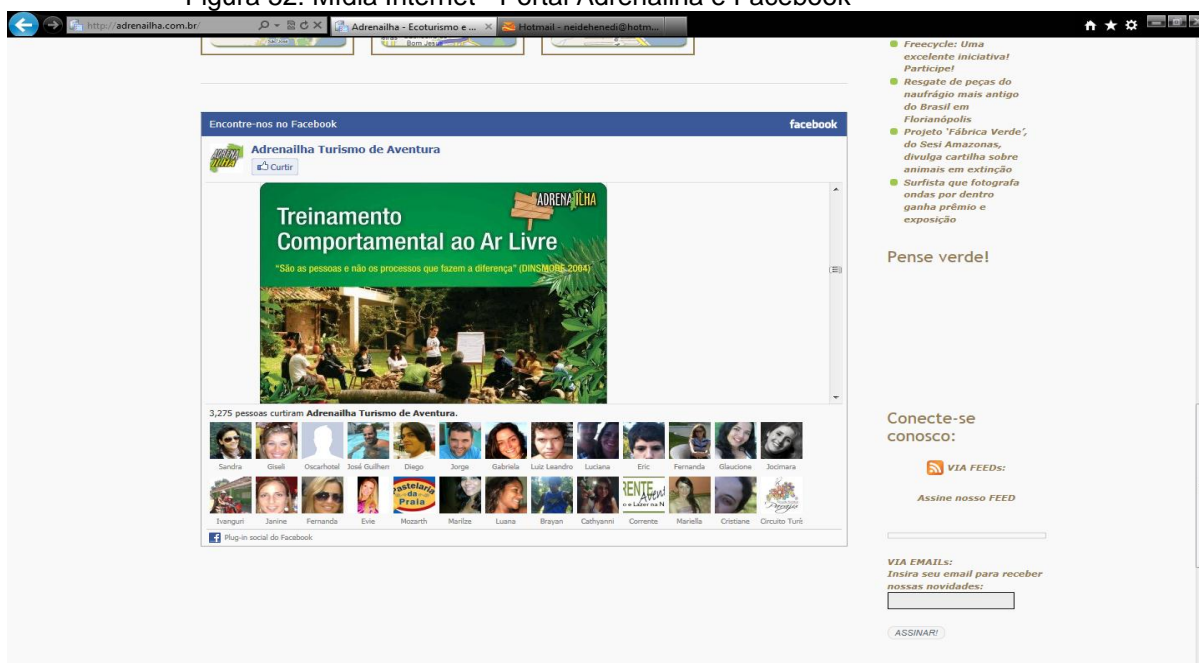 Figura 32: Mídia Internet - Portal Adrenailha e Facebook
http://adrenailha.com.br/
Adrenailha - Ecoturismo e ...
Hotmail - neidehenedi@hotm...
Bom Jesus
Freecycle: Uma
excelente iniciativa!
Participe!
Resgate de peças do
naufrágio mais antigo
do Brasil em
Florianópolis
Projeto 'Fábrica Verde',
do Sesi Amazonas,
divulga cartilha sobre
animais em extinção
Surfista que fotografa
ondas por dentro
ganha prêmio e
exposição
Encontre-nos no Facebook
facebook
ADRENA ILHA
Adrenailha Turismo de Aventura
Curtir
ADRENA ILHA
Treinamento
Comportamental ao Ar Livre
"São as pessoas e não os processos que fazem a diferença" (DINSMORE 2004)
Pense verde!
3,275 pessoas curtiram Adrenailha Turismo de Aventura.
Sandra Giseli Oscarhotel José Guilhen Diego Jorge Gabriela Luiz Leandro Luciana Eric Fernanda Glaucione Jocimara
Pastelaria
da
Praia
Ivanguri Janine Fernanda Evie Mozarth Marilze Luana Brayan Cathyanni Corrente Mariella Cristiane Circuito Turí
Plug-in social do Facebook
Conecte-se
conosco:
VIA FEEDs:
Assine nosso FEED
VIA EMAILs:
Insira seu email para receber
nossas novidades:
ASSINAR!